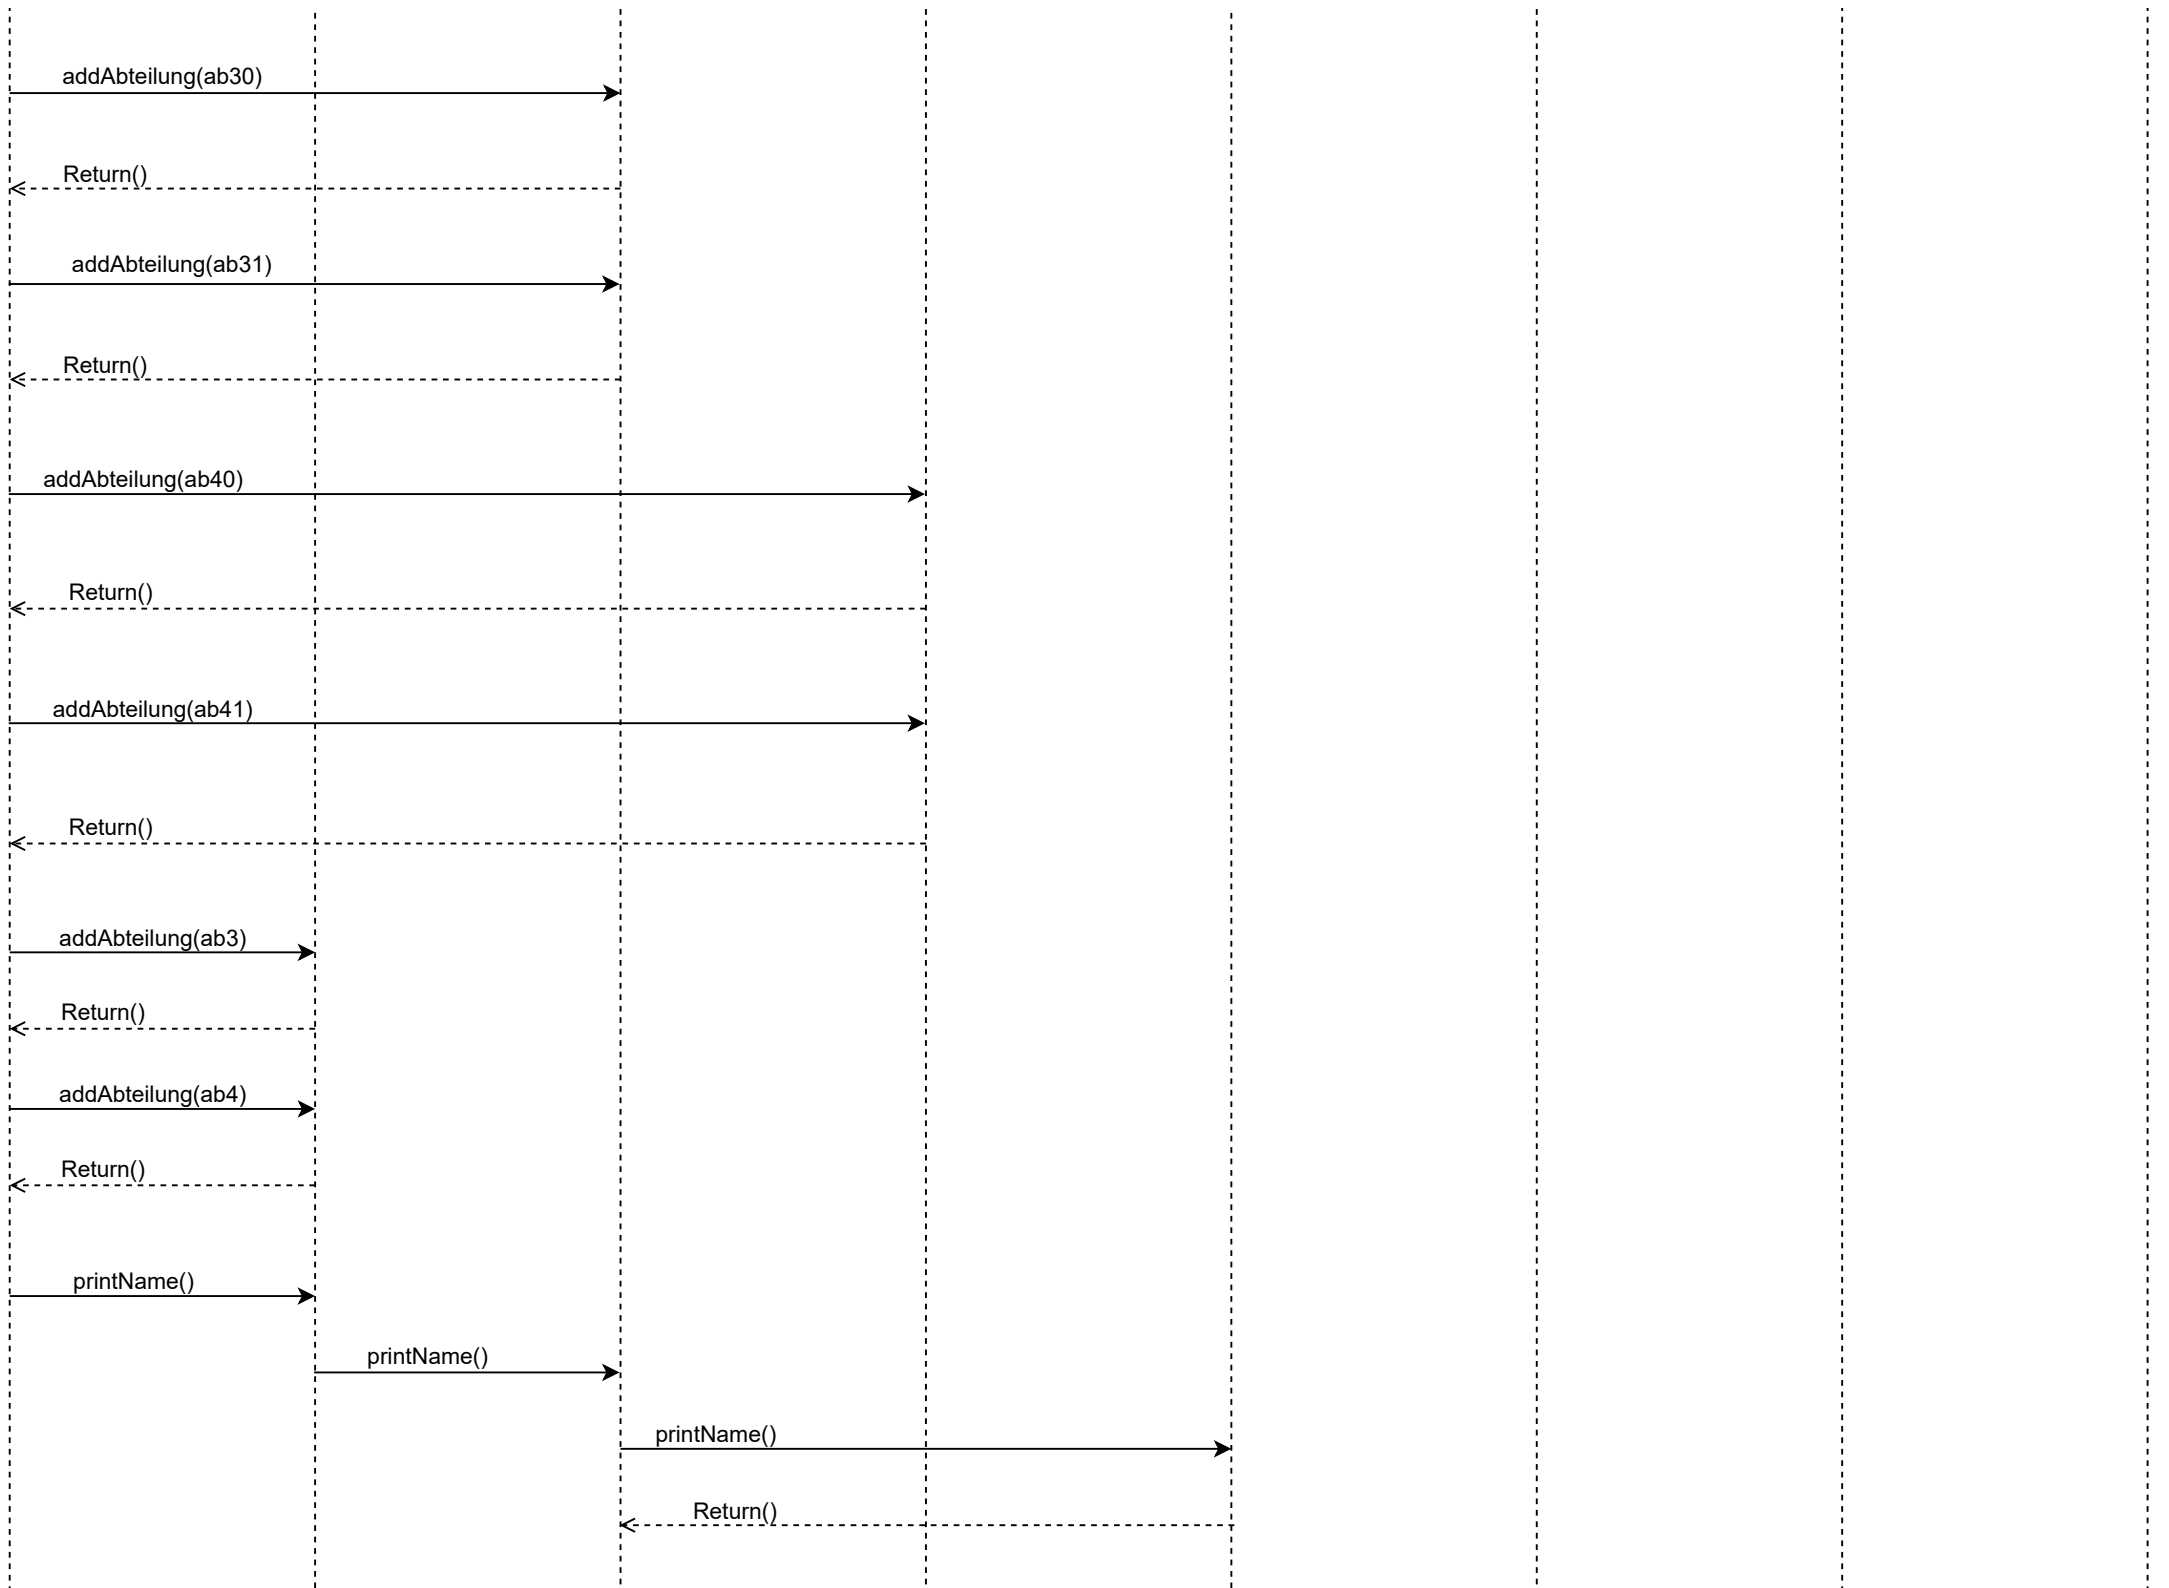 addAbteilung(ab30)
Return()
addAbteilung(ab31)
Return()
addAbteilung(ab40)
Return()
addAbteilung(ab41)
Return()
addAbteilung(ab3)
Return()
addAbteilung(ab4)
Return()
printName()
printName()
printName()
Return()